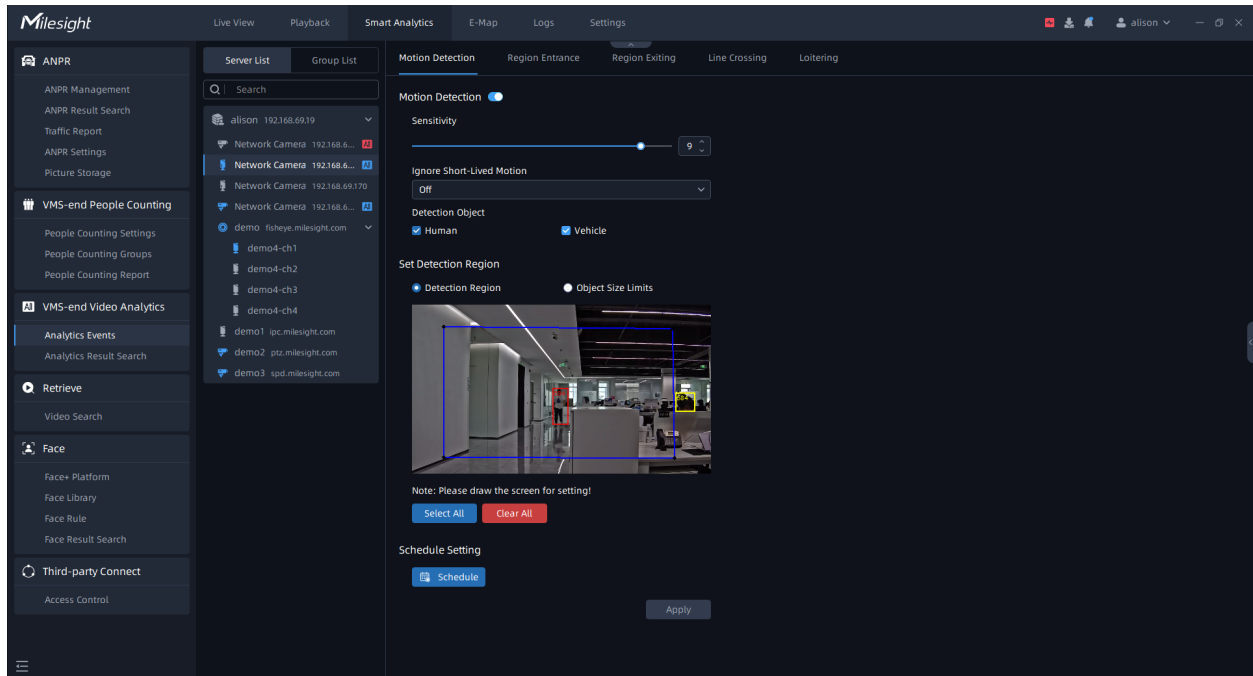 Milesight
Live View Playback Smart Analytics E-Map Logs Settings
alison
ANPR
ANPR Management
ANPR Result Search
Traffic Report
ANPR Settings
Picture Storage
VMS-end People Counting
People Counting Settings
People Counting Groups
People Counting Report
AI VMS-end Video Analytics
Analytics Events
Analytics Result Search
Retrieve
Video Search
Face
Face+ Platform
Face Library
Face Rule
Face Result Search
Third-party Connect
Access Control
Server List Group List
Search
alison 192.168.69.19
Network Camera 192.168.6... AI
Network Camera 192.168.6... AI
Network Camera 192.168.69.170
Network Camera 192.168.6... AI
demo fisheye.milesight.com
demo4-ch1
demo4-ch2
demo4-ch3
demo4-ch4
demo1 ipc.milesight.com
demo2 ptz.milesight.com
demo3 spd.milesight.com
Motion Detection Region Entrance Region Exiting Line Crossing Loitering
Motion Detection
Sensitivity
9
Ignore Short-Lived Motion
Off
Detection Object
Human Vehicle
Set Detection Region
Detection Region Object Size Limits
Note: Please draw the screen for setting!
Select All Clear All
Schedule Setting
Schedule
Apply